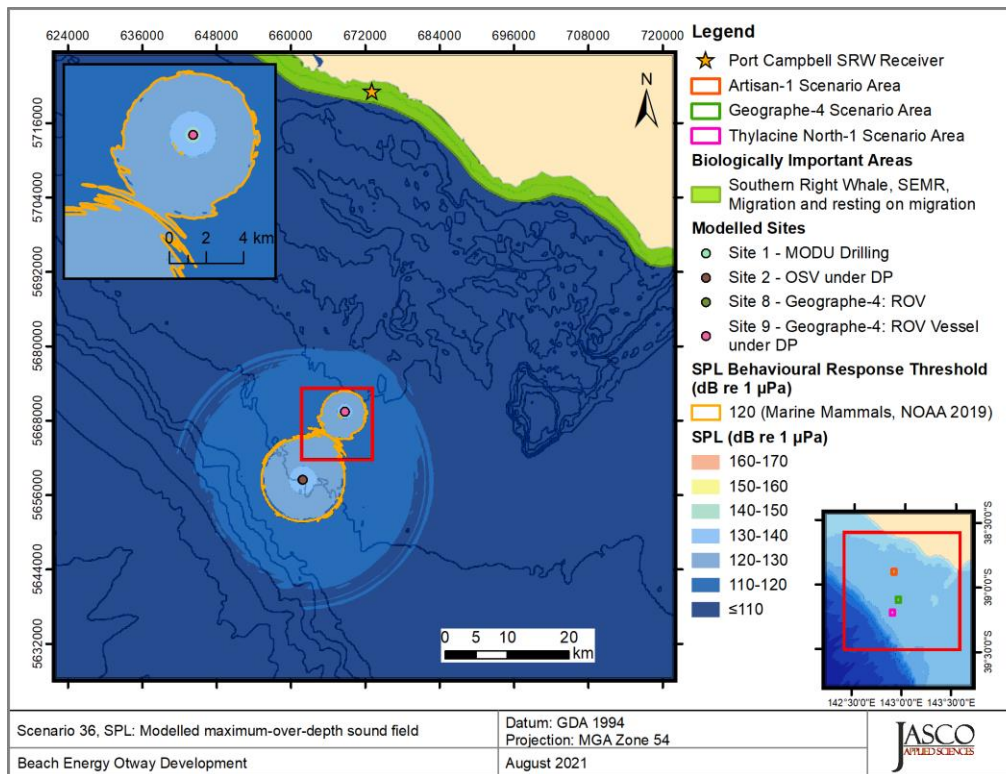 624000 636000 648000 660000 672000 684000 696000 708000 720000
5716000
5704000
5692000
5680000
5668000
5656000
5644000
5632000
0 2 4 km
N
0 5 10 20
km
Legend
Port Campbell SRW Receiver
Artisan-1 Scenario Area
Geographe-4 Scenario Area
Thylacine North-1 Scenario Area
Biologically Important Areas
Southern Right Whale, SEMR,
Migration and resting on migration
Modelled Sites
Site 1 - MODU Drilling
Site 2 - OSV under DP
Site 8 - Geographe-4: ROV
Site 9 - Geographe-4: ROV Vessel
under DP
SPL Behavioural Response Threshold
(dB re 1 µPa)
120 (Marine Mammals, NOAA 2019)
SPL (dB re 1 µPa)
160-170
150-160
140-150
130-140
120-130
110-120
≤110
38°30'0"S
39°0'0"S
39°30'0"S
142°30'0"E 143°0'0"E 143°30'0"E
Scenario 36, SPL: Modelled maximum-over-depth sound field
Datum: GDA 1994
Projection: MGA Zone 54
Beach Energy Otway Development
August 2021
JASCO
APPLIED SCIENCES